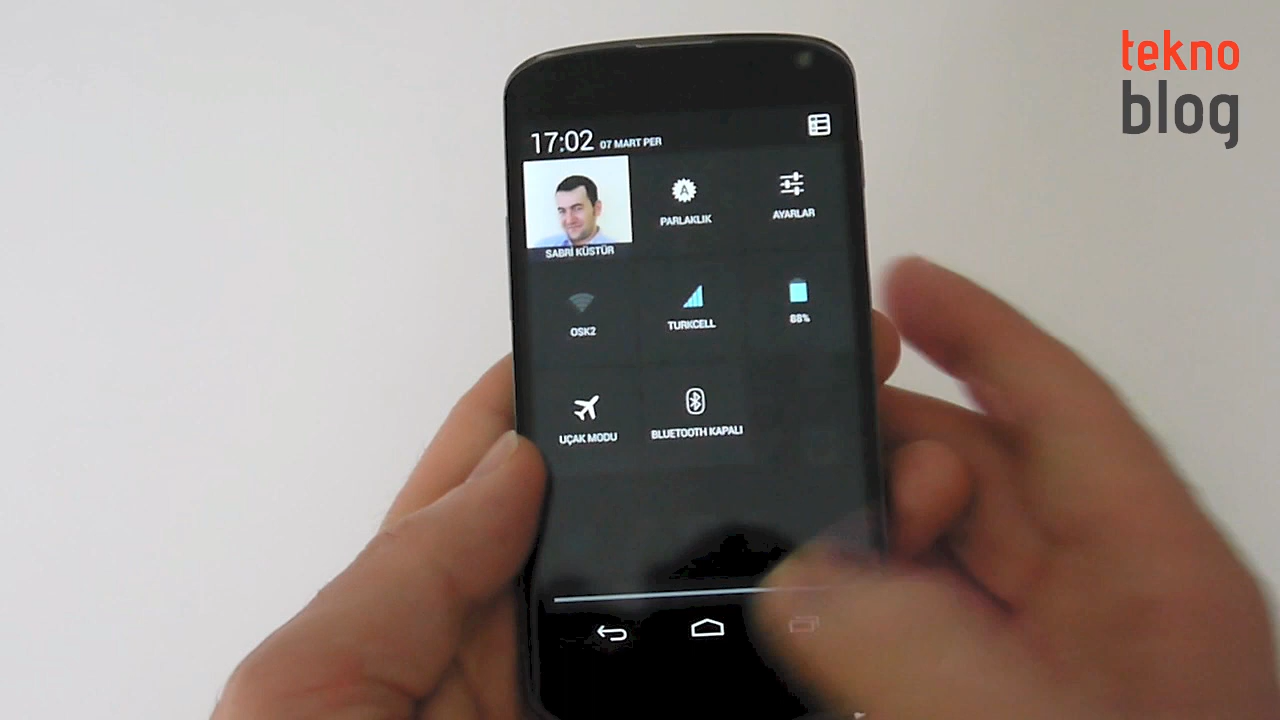 tekno
blog
17:02 07 MART PER
SABRİ KÜSTÜR
PARLAKLIK
AYARLAR
OSK2
TURKCELL
88%
UÇAK MODU
BLUETOOTH KAPALI